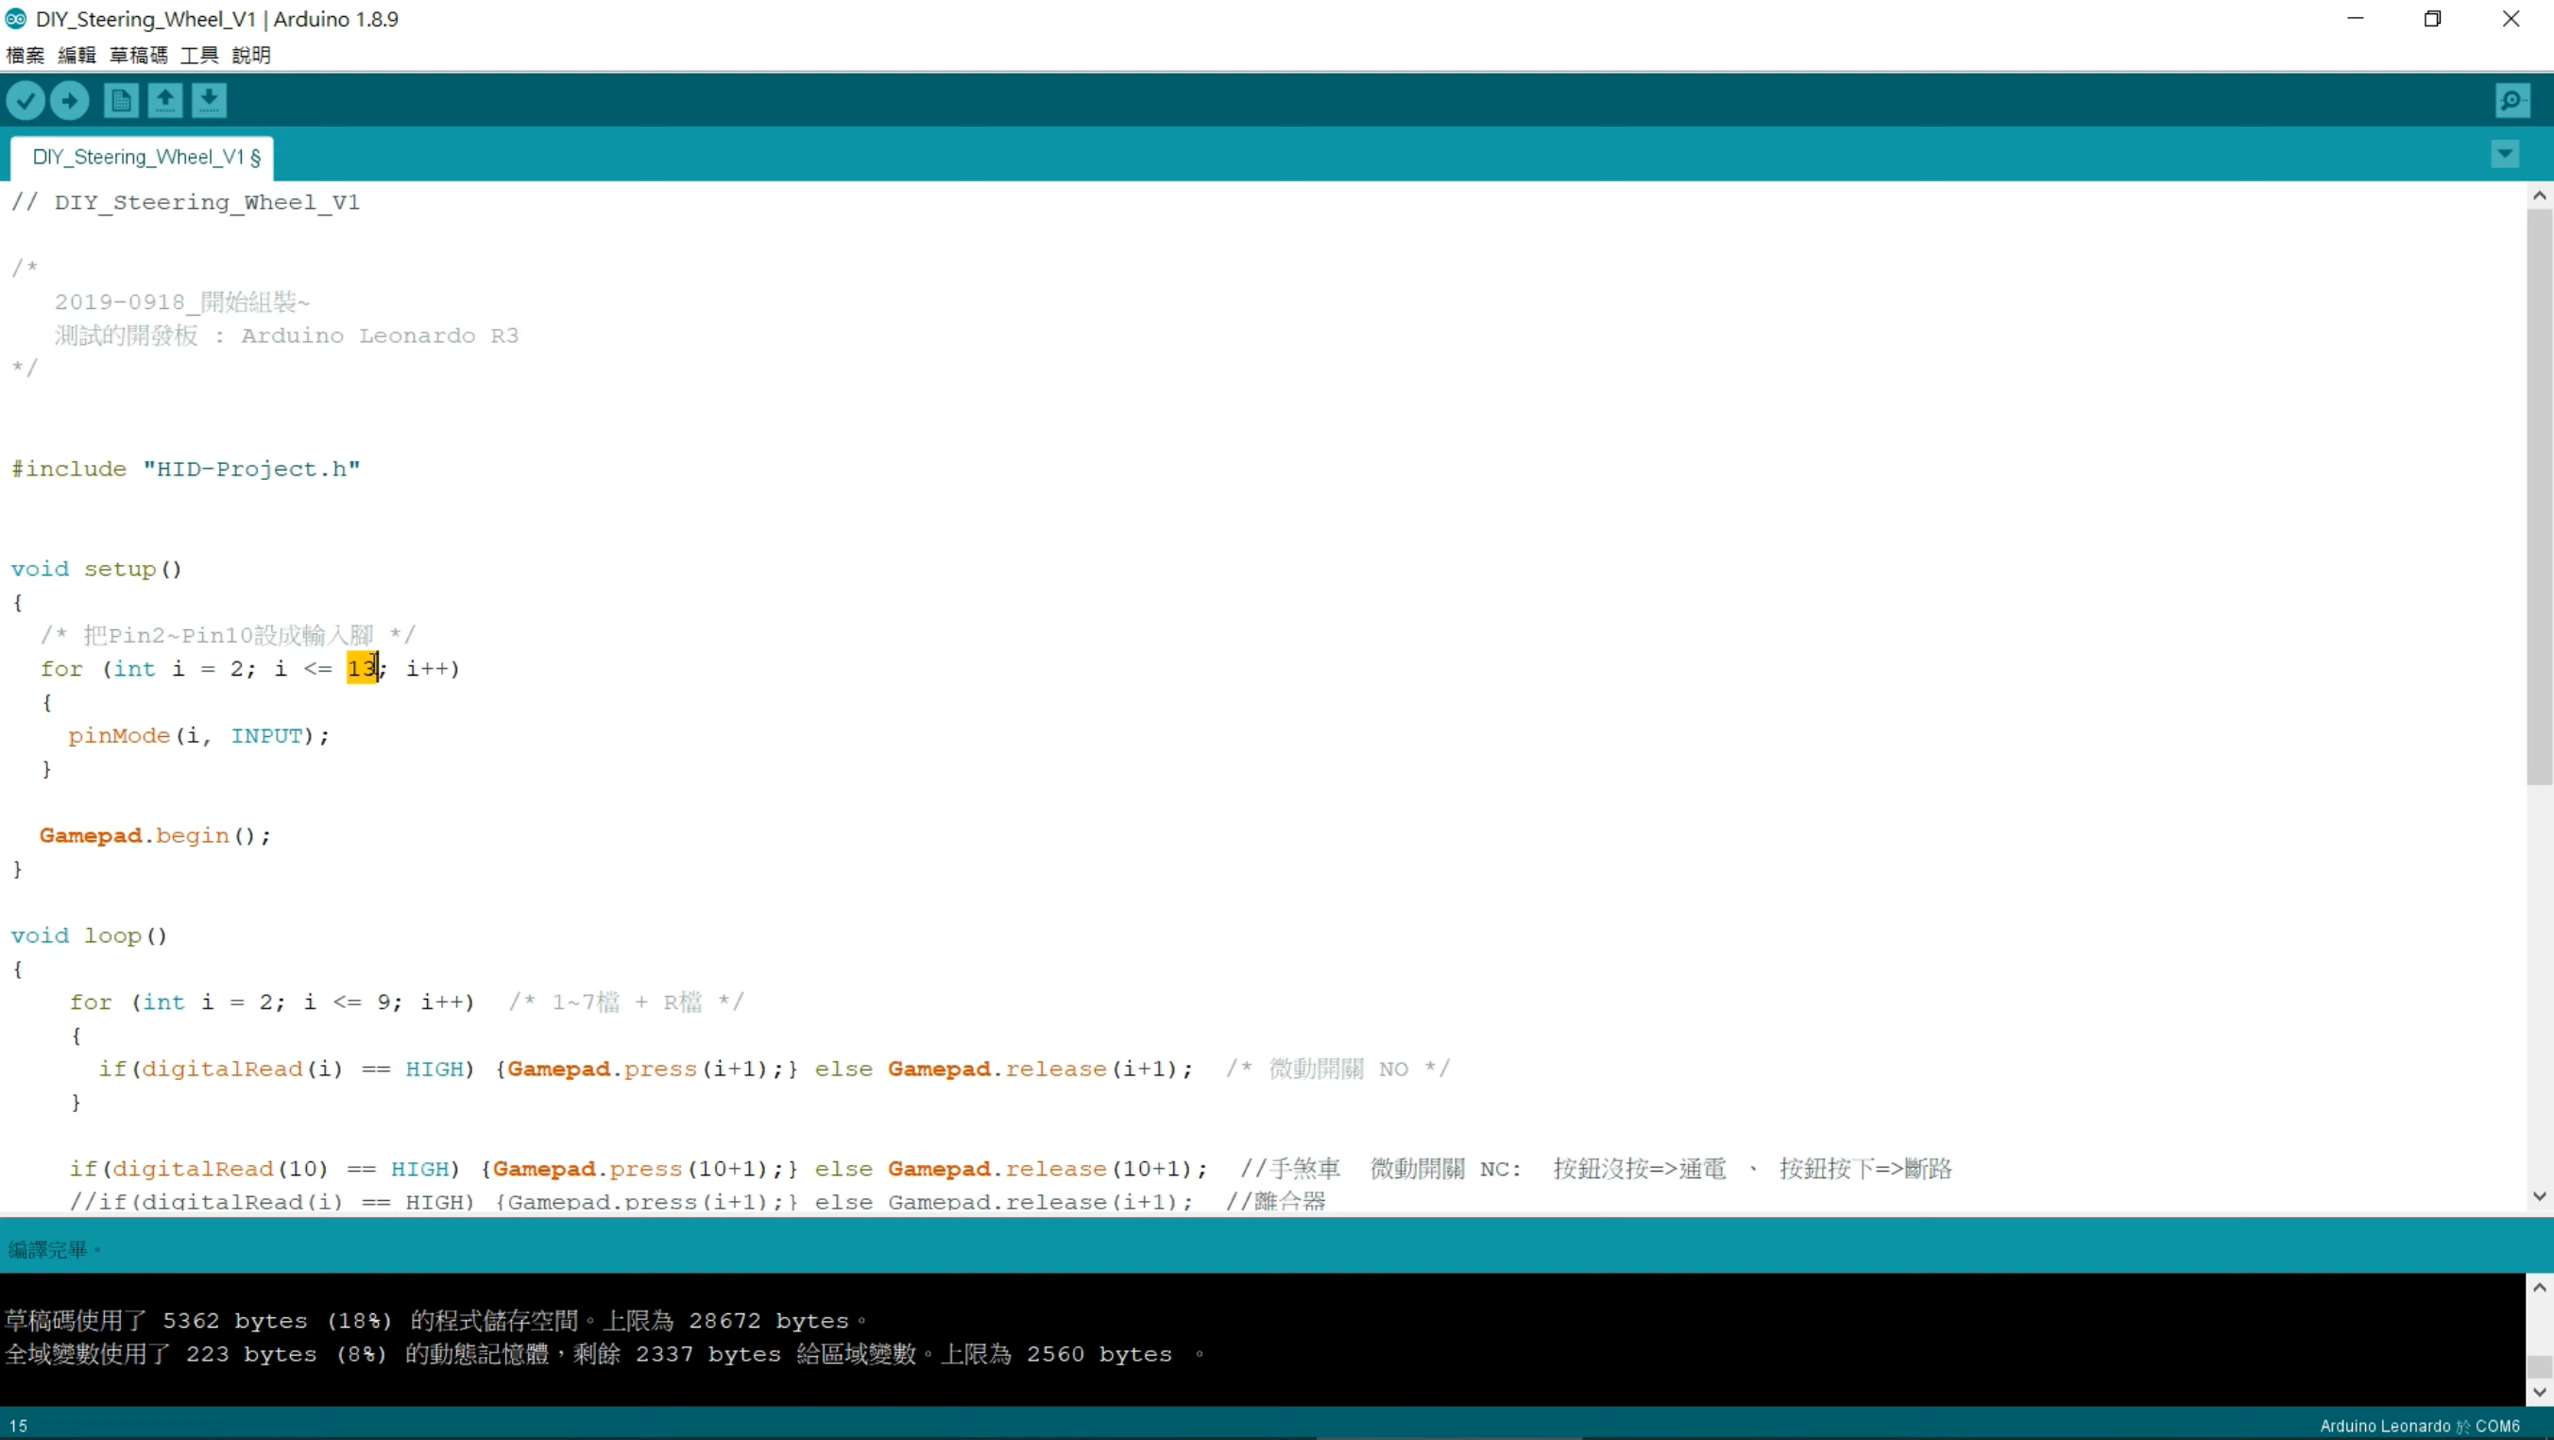 DIY_Steering_Wheel_V1 | Arduino 1.8.9
檔案 編輯 草稿碼 工具 說明
DIY_Steering_Wheel_V1 §
// DIY_Steering_Wheel_V1
/*
2019-0918_開始組裝~
測試的開發板 : Arduino Leonardo R3
*/
#include "HID-Project.h"
void setup()
{
/* 把Pin2~Pin10設成輸入腳 */
for (int i = 2; i <= 13; i++)
{
pinMode(i, INPUT);
}
Gamepad.begin();
}
void loop()
{
for (int i = 2; i <= 9; i++) /* 1~7檔 + R檔 */
{
if(digitalRead(i) == HIGH) {Gamepad.press(i+1);} else Gamepad.release(i+1); /* 微動開關 NO */
}
if(digitalRead(10) == HIGH) {Gamepad.press(10+1);} else Gamepad.release(10+1); //手煞車 微動開關 NC: 按鈕沒按=>通電 、 按鈕按下=>斷路
//if(digitalRead(i) == HIGH) {Gamepad.press(i+1);} else Gamepad.release(i+1); //離合器
編譯完畢。
草稿碼使用了 5362 bytes (18%) 的程式儲存空間。上限為 28672 bytes。
全域變數使用了 223 bytes (8%) 的動態記憶體，剩餘 2337 bytes 給區域變數。上限為 2560 bytes 。
15
Arduino Leonardo 於 COM6